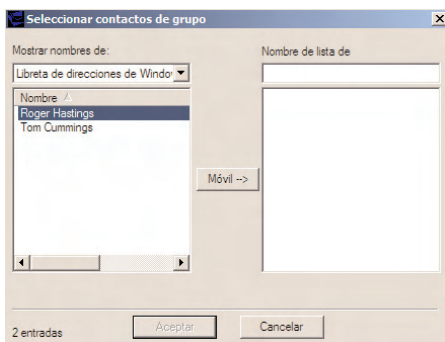 Seleccionar contactos de grupo
Mostrar nombres de:
Nombre de lista de
Libreta de direcciones de Windo
Nombre
Roger Hastings
Tom Cummings
Móvil -->
2 entradas
Aceptar
Cancelar